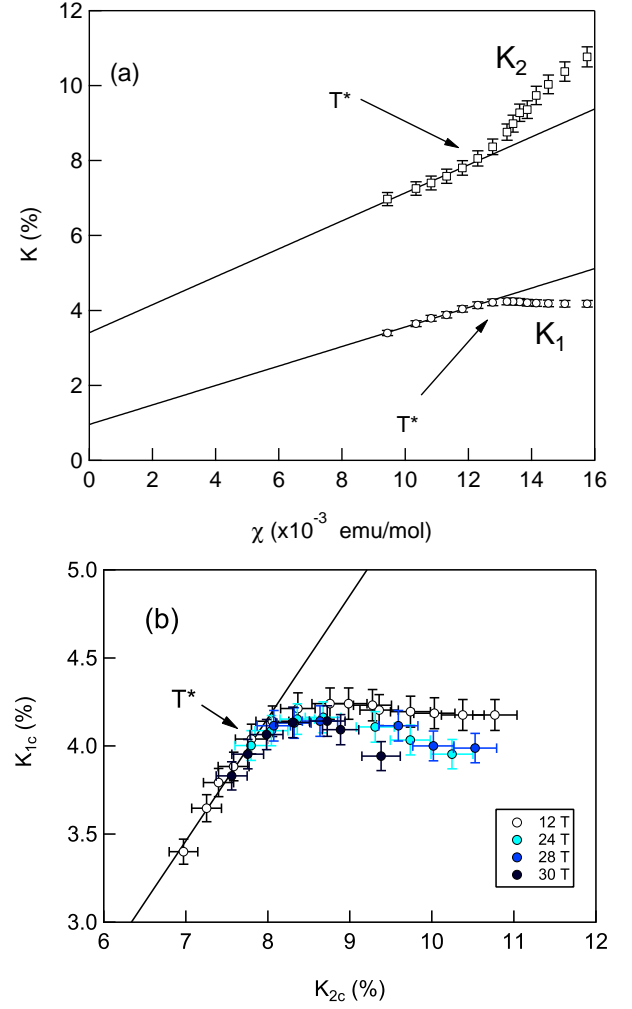 12
10
8
6
4
2
0
K (%)
(a)
K₂
T*
K₁
T*
0 2 4 6 8 10 12 14 16
χ (x10⁻³ emu/mol)
5.0
4.5
4.0
3.5
3.0
K₁c (%)
(b)
T*
12 T
24 T
28 T
30 T
6 7 8 9 10 11 12
K₂c (%)